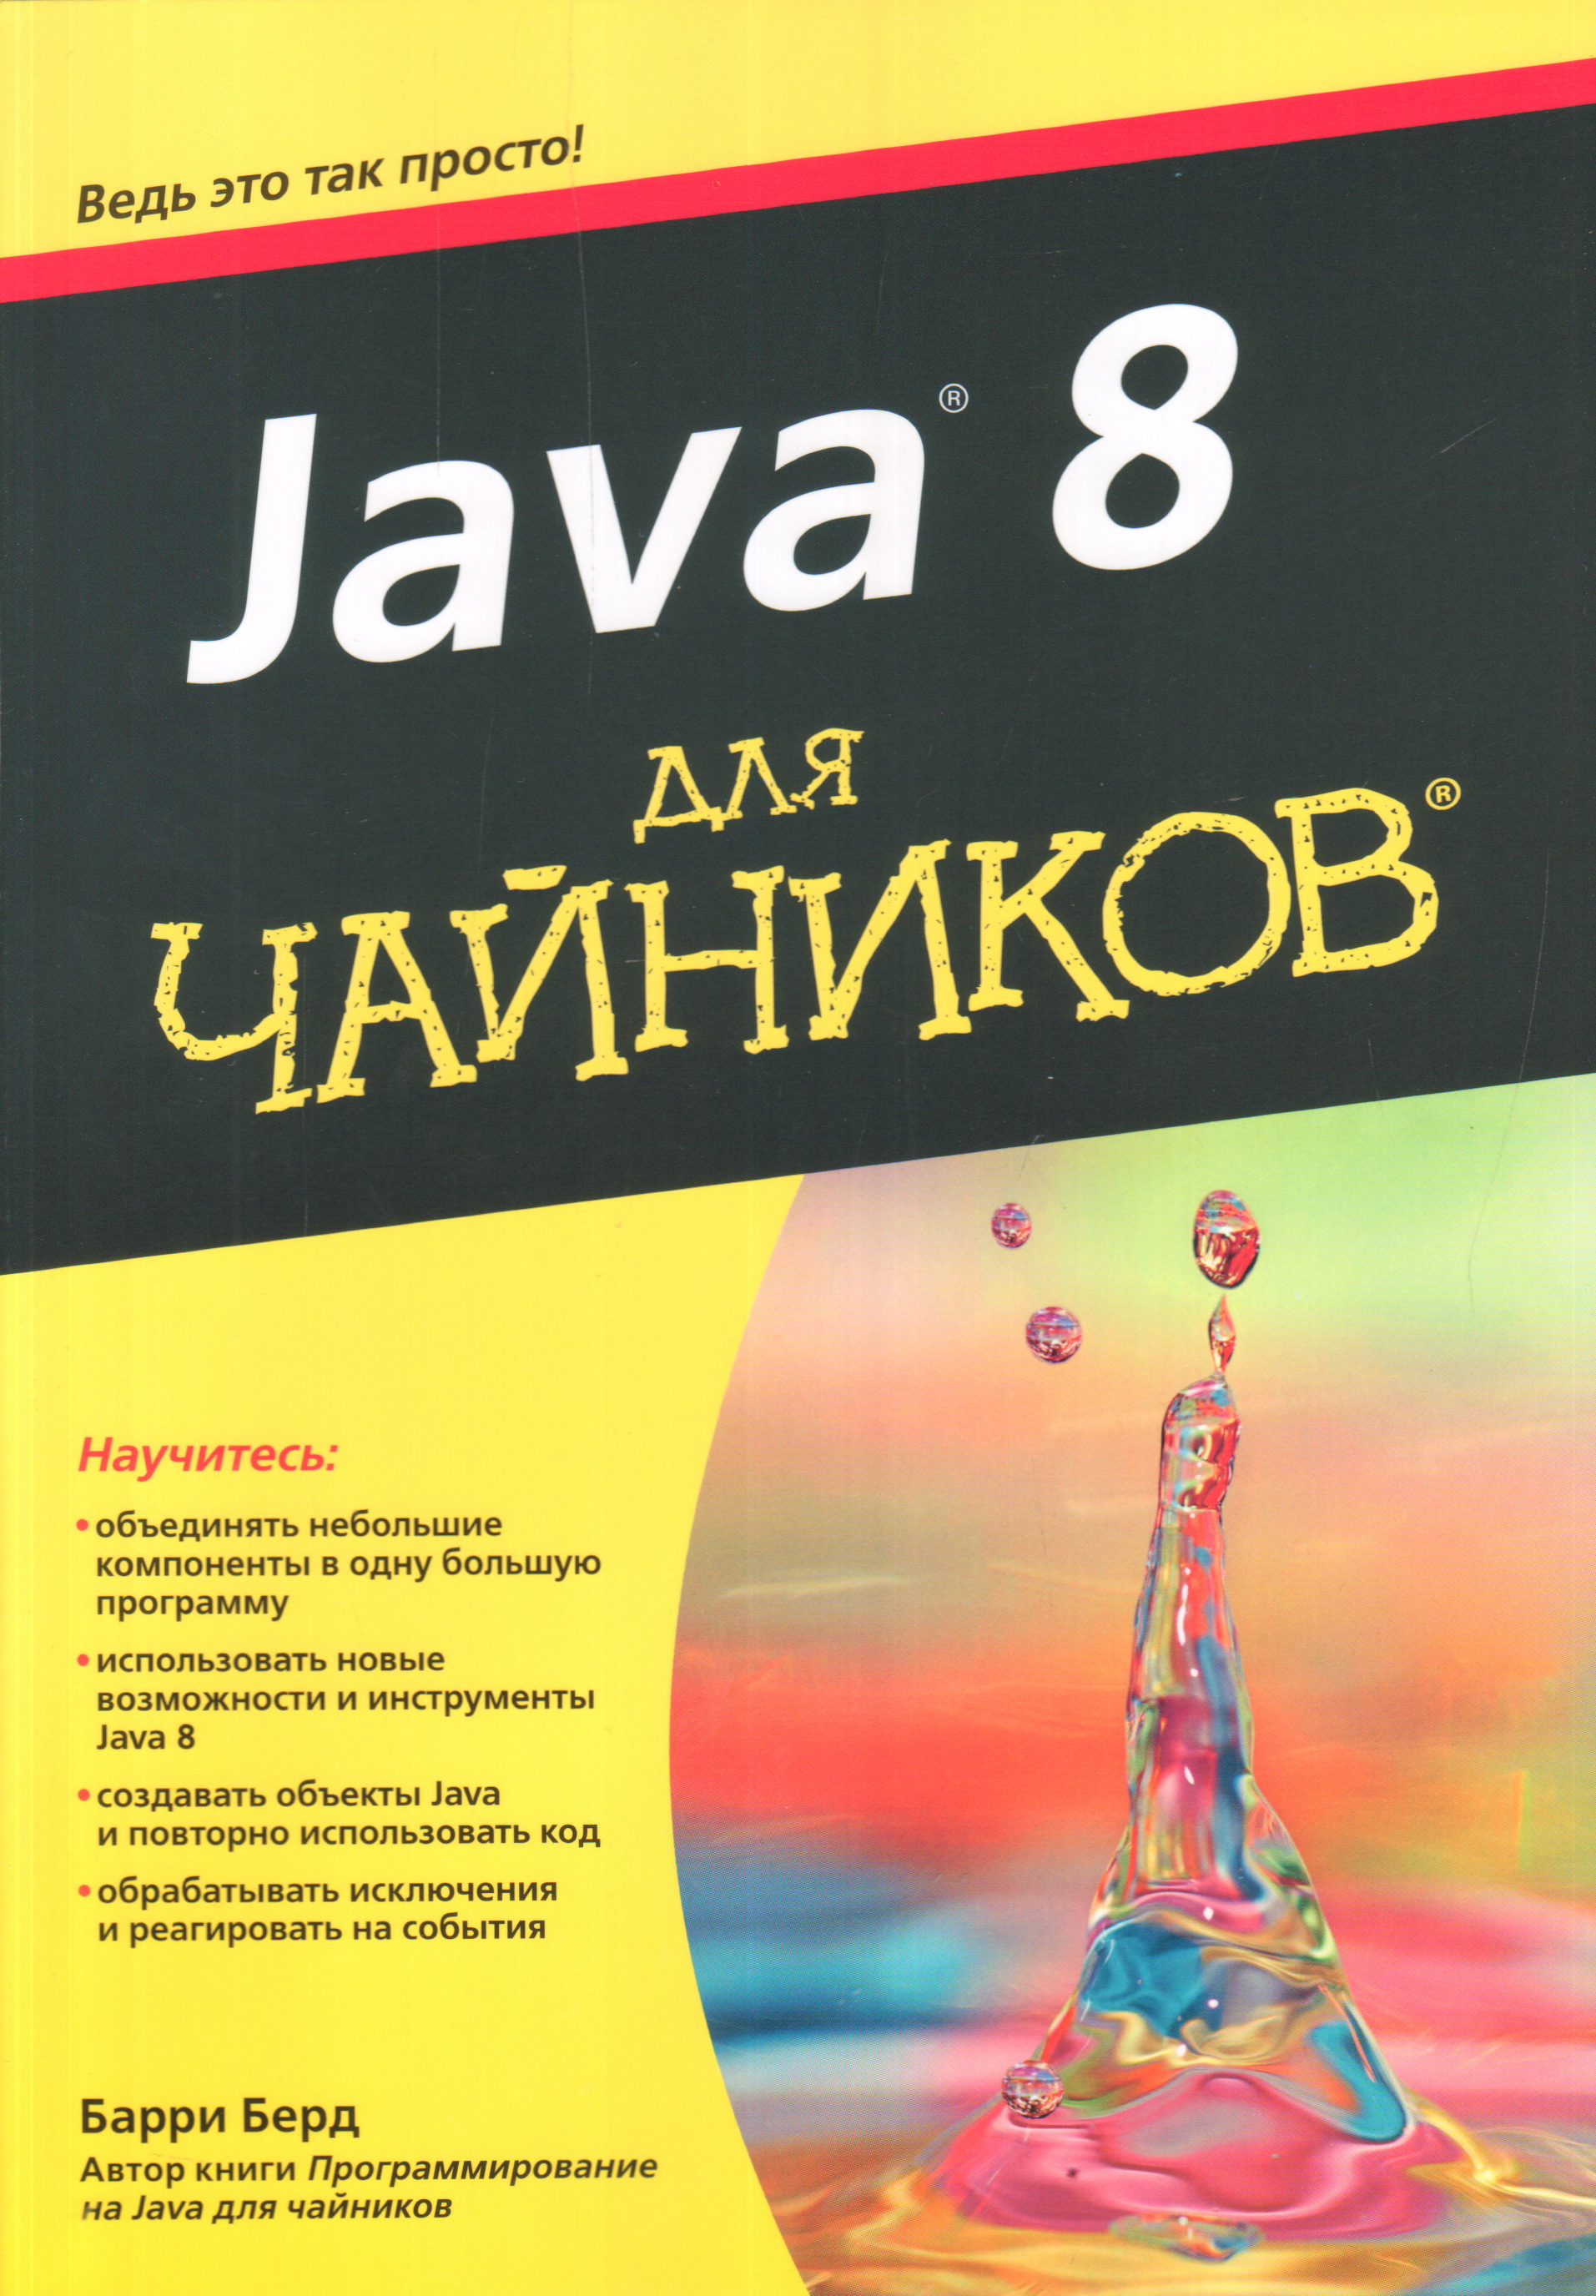 Ведь это так просто!
Java® 8
для
ЧАЙНИКОВ®
Научитесь:
• объединять небольшие
компоненты в одну большую
программу
• использовать новые
возможности и инструменты
Java 8
• создавать объекты Java
и повторно использовать код
• обрабатывать исключения
и реагировать на события
Барри Берд
Автор книги Программирование
на Java для чайников